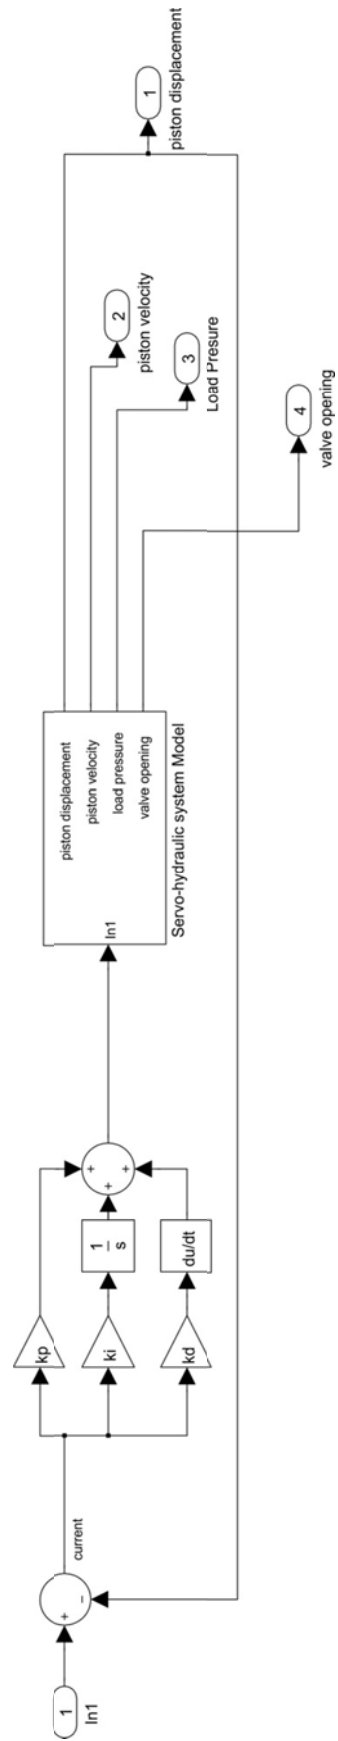 1
In1
+
−
current
kp
ki
kd
1
s
du/dt
+
+
+
In1
piston displacement
piston velocity
load pressure
valve opening
Servo-hydraulic system Model
1
piston displacement
2
piston velocity
3
Load Presure
4
valve opening